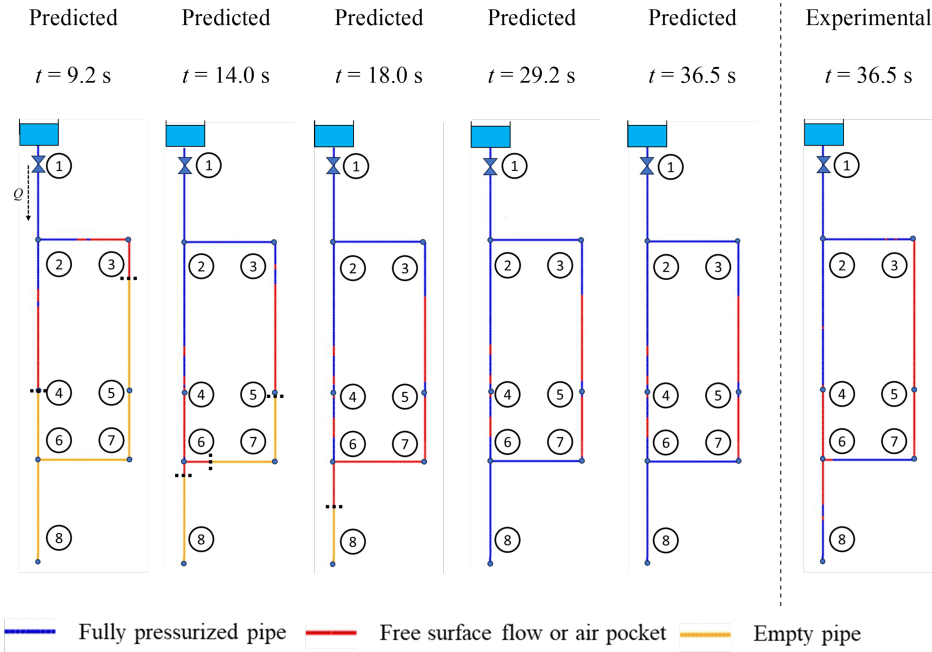 Predicted Predicted Predicted Predicted Predicted Experimental
t = 9.2 s t = 14.0 s t = 18.0 s t = 29.2 s t = 36.5 s t = 36.5 s
1 1 1 1 1 1
Q
2 3 2 3 2 3 2 3 2 3 2 3
4 5 4 5 4 5 4 5 4 5 4 5
6 7 6 7 6 7 6 7 6 7 6 7
8 8 8 8 8 8
Fully pressurized pipe Free surface flow or air pocket Empty pipe